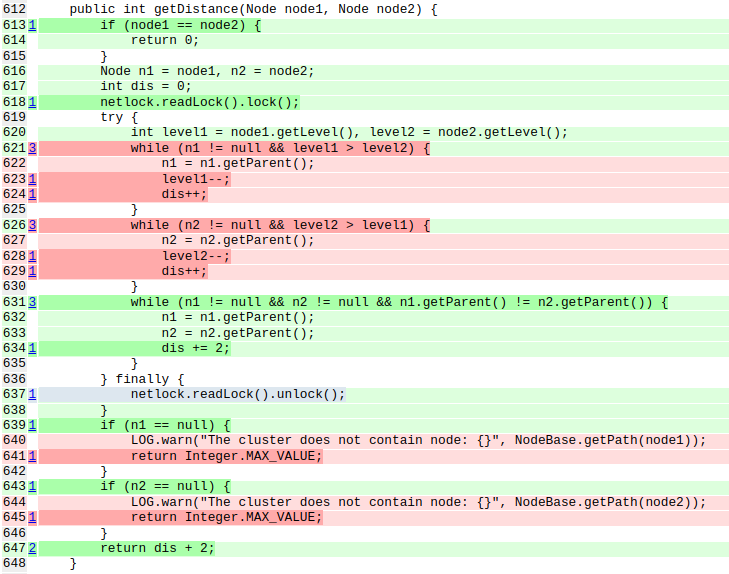 612 public int getDistance(Node node1, Node node2) {
613 1 if (node1 == node2) {
614 return 0;
615 }
616 Node n1 = node1, n2 = node2;
617 int dis = 0;
618 1 netlock.readLock().lock();
619 try {
620 int level1 = node1.getLevel(), level2 = node2.getLevel();
621 3 while (n1 != null && level1 > level2) {
622 n1 = n1.getParent();
623 1 level1--;
624 1 dis++;
625 }
626 3 while (n2 != null && level2 > level1) {
627 n2 = n2.getParent();
628 1 level2--;
629 1 dis++;
630 }
631 3 while (n1 != null && n2 != null && n1.getParent() != n2.getParent()) {
632 n1 = n1.getParent();
633 n2 = n2.getParent();
634 1 dis += 2;
635 }
636 } finally {
637 1 netlock.readLock().unlock();
638 }
639 1 if (n1 == null) {
640 LOG.warn("The cluster does not contain node: {}", NodeBase.getPath(node1));
641 1 return Integer.MAX_VALUE;
642 }
643 1 if (n2 == null) {
644 LOG.warn("The cluster does not contain node: {}", NodeBase.getPath(node2));
645 1 return Integer.MAX_VALUE;
646 }
647 2 return dis + 2;
648 }